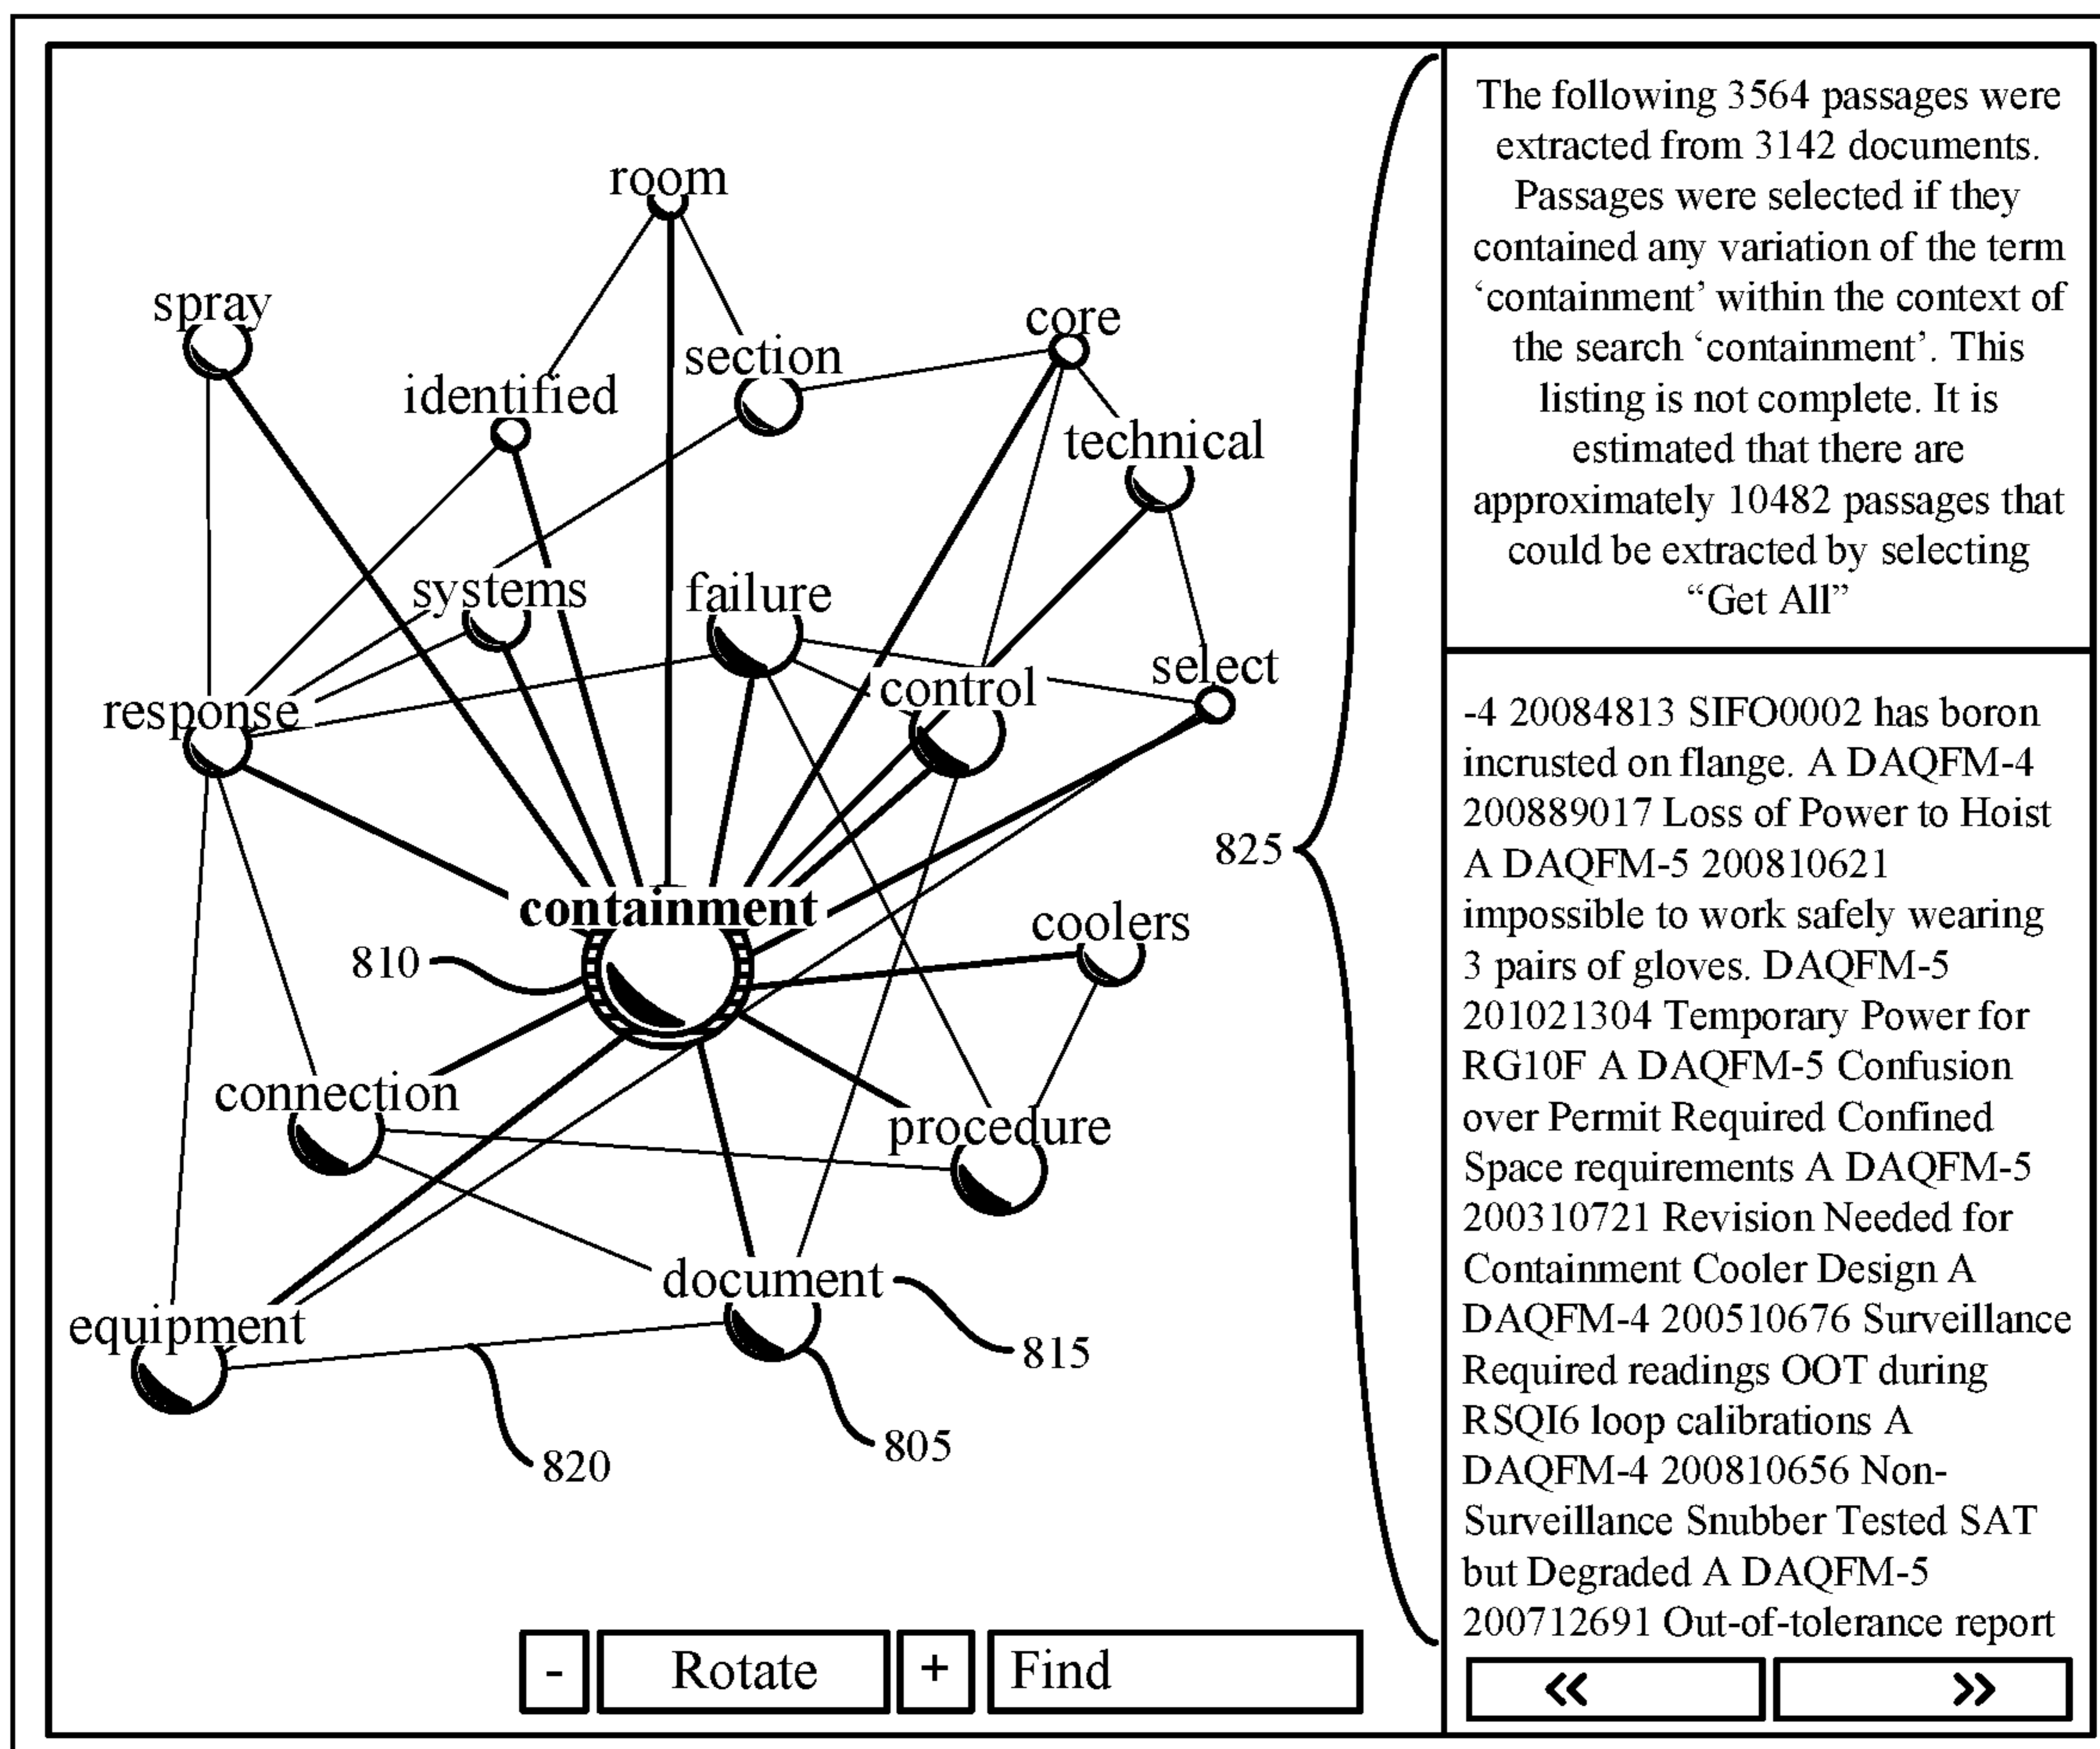 room
spray
core
section
identified
technical
systems
failure
select
control
response
825
containment
coolers
810
connection
procedure
document
equipment
815
805
820
-
Rotate
+
Find
The following 3564 passages were
extracted from 3142 documents.
Passages were selected if they
contained any variation of the term
‘containment’ within the context of
the search ‘containment’. This
listing is not complete. It is
estimated that there are
approximately 10482 passages that
could be extracted by selecting
“Get All”
-4 20084813 SIFO0002 has boron
incrusted on flange. A DAQFM-4
200889017 Loss of Power to Hoist
A DAQFM-5 200810621
impossible to work safely wearing
3 pairs of gloves. DAQFM-5
201021304 Temporary Power for
RG10F A DAQFM-5 Confusion
over Permit Required Confined
Space requirements A DAQFM-5
200310721 Revision Needed for
Containment Cooler Design A
DAQFM-4 200510676 Surveillance
Required readings OOT during
RSQI6 loop calibrations A
DAQFM-4 200810656 Non-
Surveillance Snubber Tested SAT
but Degraded A DAQFM-5
200712691 Out-of-tolerance report
« »